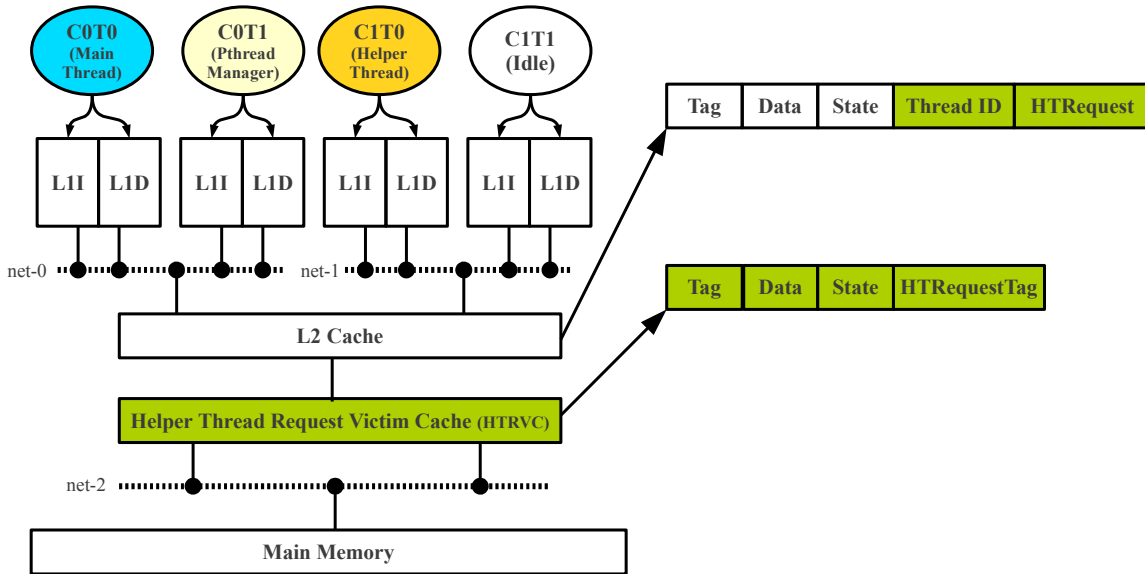 C0T0
(Main
Thread)
C0T1
(Pthread
Manager)
C1T0
(Helper
Thread)
C1T1
(Idle)
Tag
Data
State
Thread ID
HTRequest
L1I
L1D
L1I
L1D
L1I
L1D
L1I
L1D
net-0
net-1
Tag
Data
State
HTRequestTag
L2 Cache
Helper Thread Request Victim Cache (HTRVC)
net-2
Main Memory